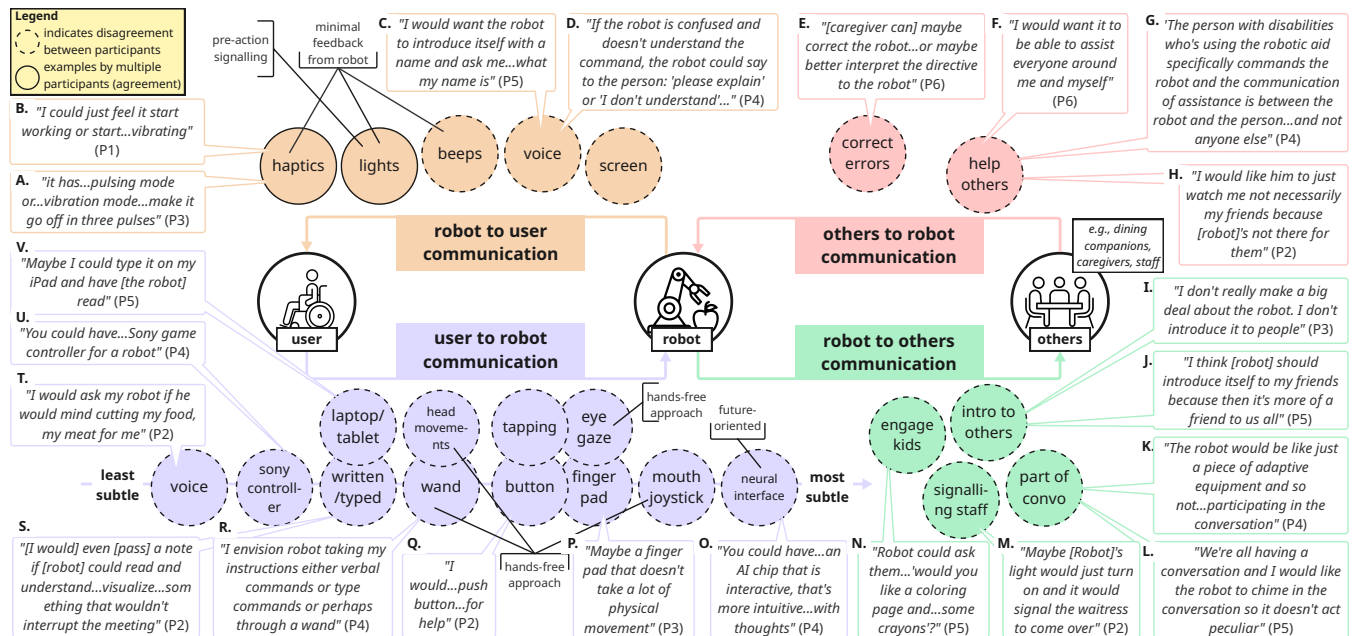 Legend
indicates disagreement
between participants
examples by multiple
participants (agreement)
pre-action
signalling
minimal
feedback
from robot
C. "I would want the robot
to introduce itself with a
name and ask me...what
my name is" (P5)
D. "If the robot is confused and
doesn't understand the
command, the robot could say
to the person: 'please explain'
or 'I don't understand'..." (P4)
E. "[caregiver can] maybe
correct the robot...or maybe
better interpret the directive
to the robot" (P6)
F. "I would want it to
be able to assist
everyone around
me and myself"
(P6)
G. 'The person with disabilities
who's using the robotic aid
specifically commands the
robot and the communication
of assistance is between the
robot and the person...and not
anyone else" (P4)
B. "I could just feel it start
working or start...vibrating"
(P1)
A. "it has...pulsing mode
or...vibration mode...make it
go off in three pulses" (P3)
haptics
lights
beeps
voice
screen
correct
errors
help
others
H. "I would like him to just
watch me not necessarily
my friends because
[robot]'s not there for
them" (P2)
robot to user
communication
others to robot
communication
e.g., dining
companions,
caregivers, staff
user
robot
others
user to robot
communication
robot to others
communication
V.
"Maybe I could type it on my
iPad and have [the robot]
read" (P5)
U.
"You could have...Sony game
controller for a robot" (P4)
T.
"I would ask my robot if he
would mind cutting my food,
my meat for me" (P2)
I.
"I don't really make a big
deal about the robot. I don't
introduce it to people" (P3)
J.
"I think [robot] should
introduce itself to my friends
because then it's more of a
friend to us all" (P5)
K.
"The robot would be like just
a piece of adaptive
equipment and so
not...participating in the
conversation" (P4)
laptop/
tablet
head
moveme-
nts
tapping
eye
gaze
hands-free
approach
future-
oriented
least
subtle
voice
sony
controll-
er
written
/typed
wand
button
finger
pad
mouth
joystick
neural
interface
most
subtle
engage
kids
intro to
others
signalli-
ng staff
part of
convo
S.
"[I would] even [pass] a note
if [robot] could read and
understand...visualize...som
ething that wouldn't
interrupt the meeting" (P2)
R.
"I envision robot taking my
instructions either verbal
commands or type
commands or perhaps
through a wand" (P4)
Q.
"I
would...push
button...for
help" (P2)
hands-free
approach
P.
"Maybe a finger
pad that doesn't
take a lot of
physical
movement" (P3)
O.
"You could have...an
AI chip that is
interactive, that's
more intuitive...with
thoughts" (P4)
N.
"Robot could ask
them...'would you
like a coloring
page and...some
crayons'?" (P5)
M.
"Maybe [Robot]'s
light would just turn
on and it would
signal the waitress
to come over" (P2)
L.
"We're all having a
conversation and I would like
the robot to chime in the
conversation so it doesn't act
peculiar" (P5)